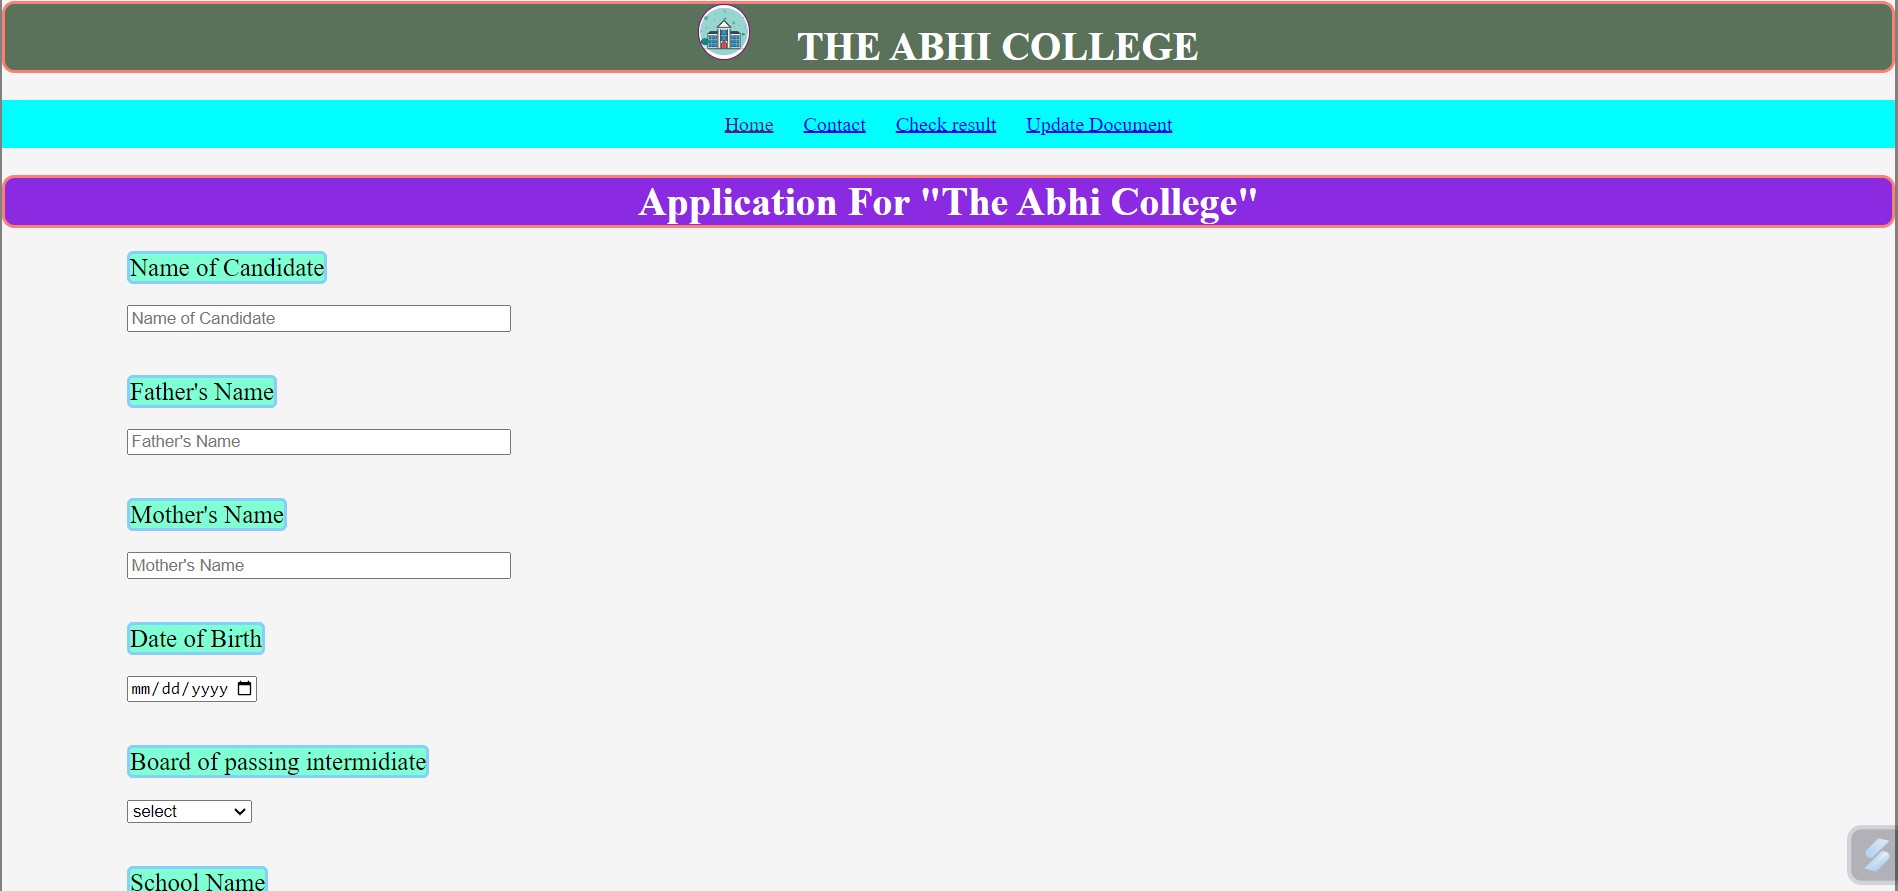 THE ABHI COLLEGE
Home Contact Check result Update Document
Application For "The Abhi College"
Name of Candidate
Name of Candidate
Father's Name
Father's Name
Mother's Name
Mother's Name
Date of Birth
mm/dd/yyyy
Board of passing intermidiate
select
School Name